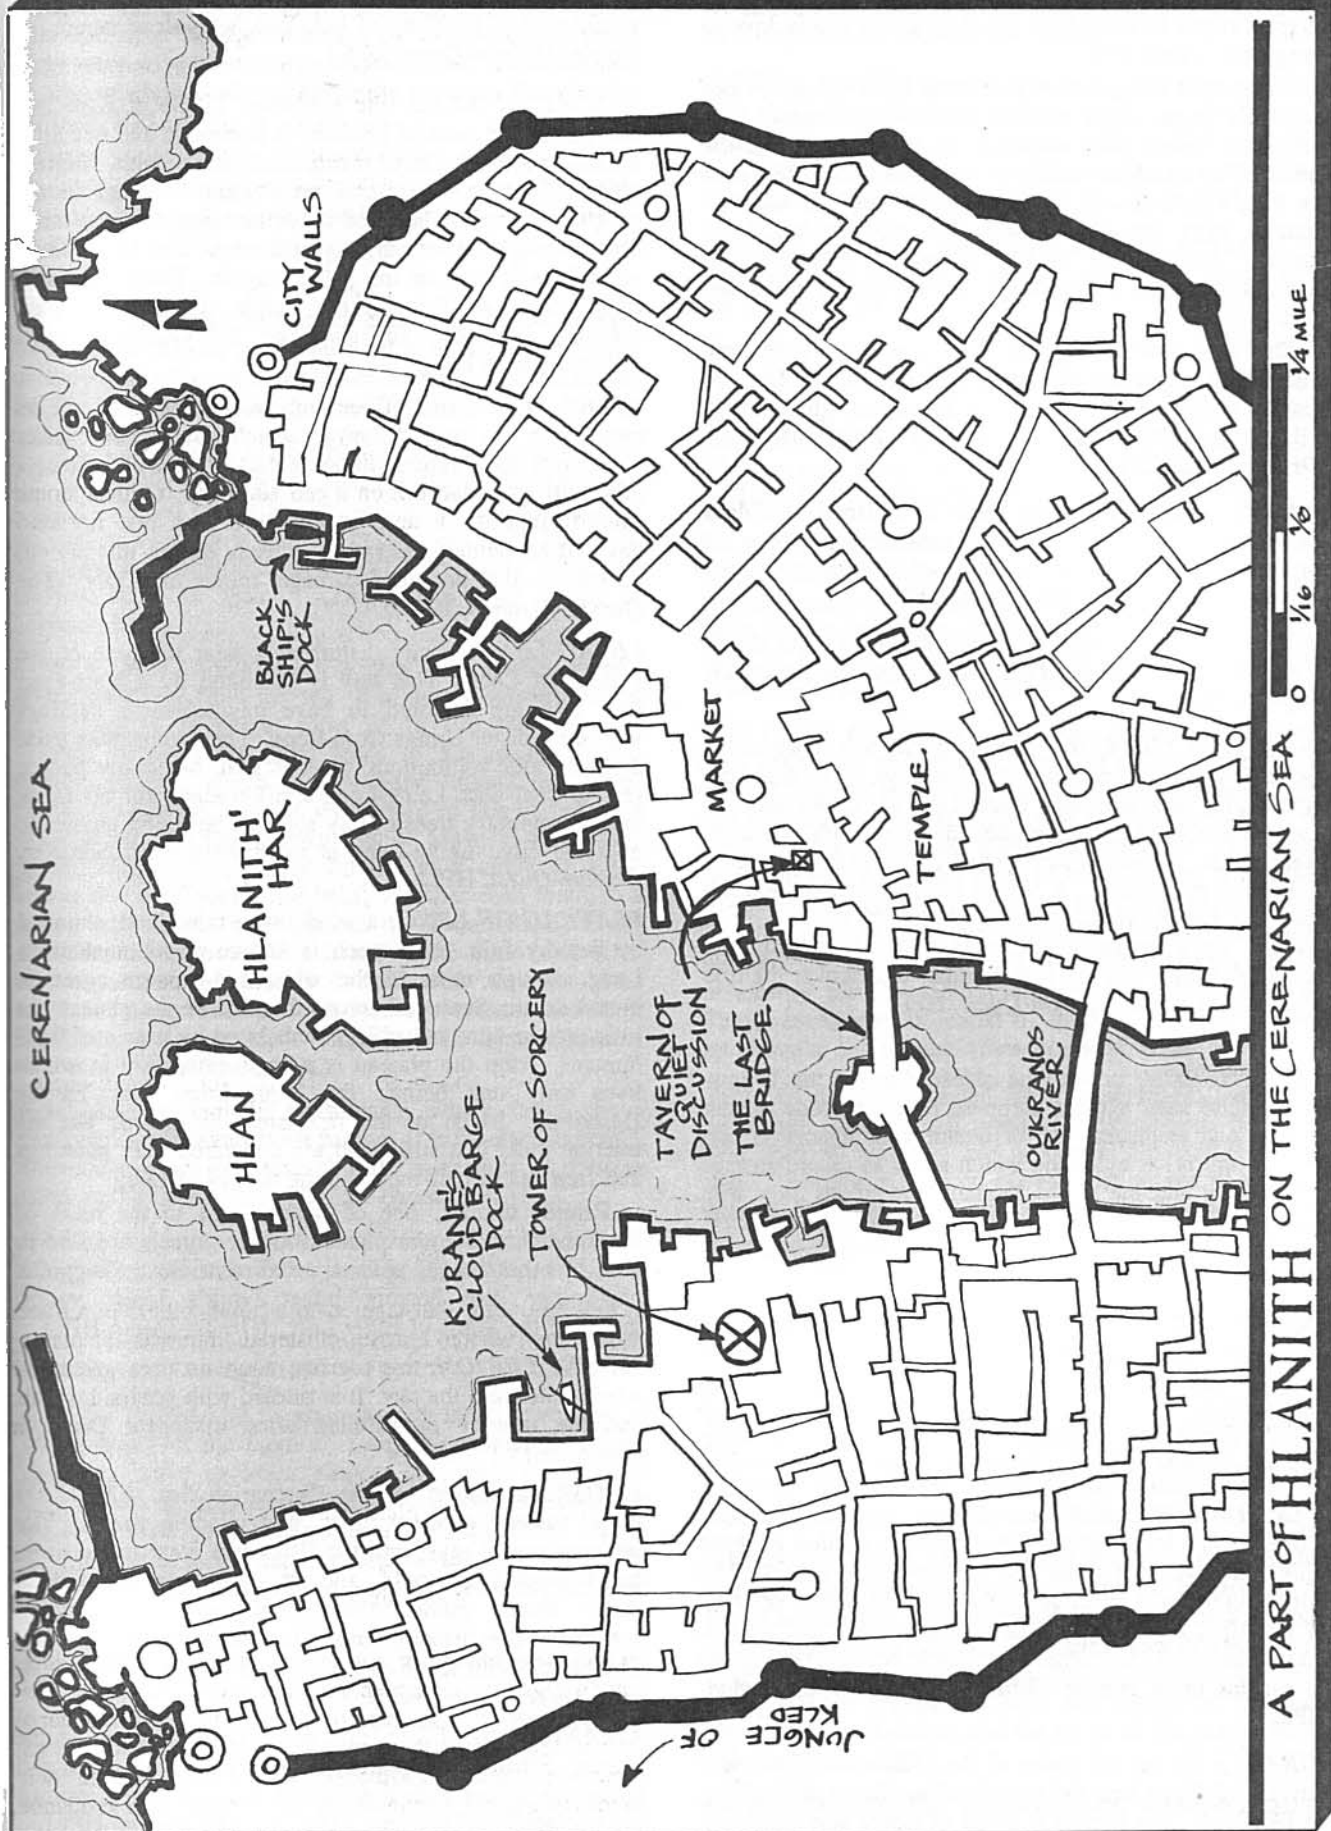 CERENARIAN SEA
N
CITY
WALLS
BLACK
SHIP'S
DOCK
HLANITH'
HAR
HLAN
KURANE'S
CLOUD BARGE
DOCK
TOWER OF SORCERY
MARKET
TAVERN OF
QUIET
DISCUSSION
THE LAST
BRIDGE
TEMPLE
OUKRANOS
RIVER
JUNGLE OF
KLED
A PART OF HLANITH ON THE CERENARIAN SEA
0 1/16 1/8 1/4 MILE